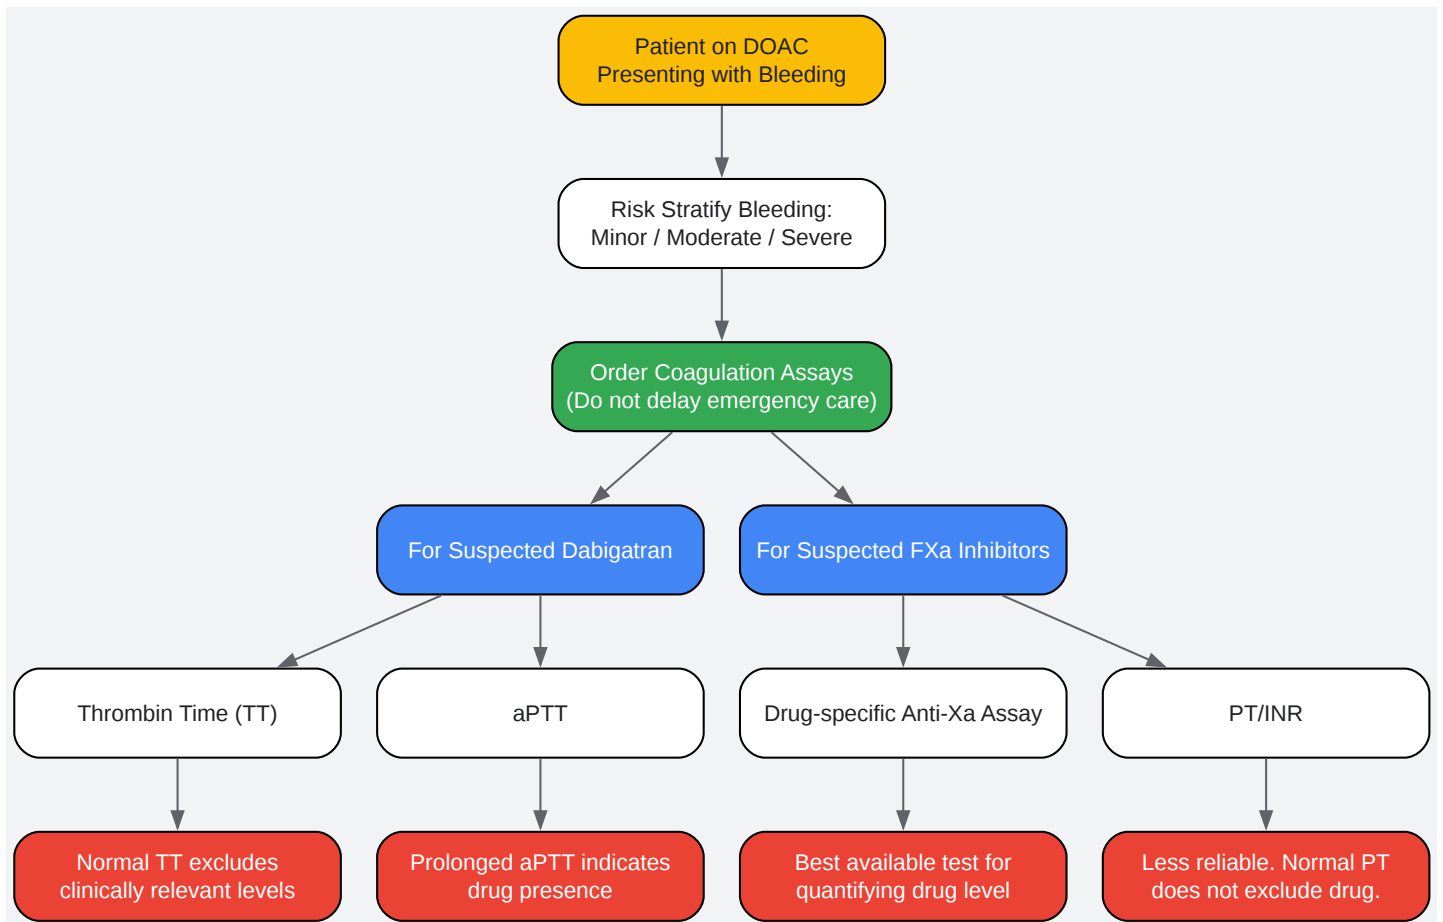 Patient on DOAC
Presenting with Bleeding
Risk Stratify Bleeding:
Minor / Moderate / Severe
Order Coagulation Assays
(Do not delay emergency care)
For Suspected Dabigatran
For Suspected FXa Inhibitors
Thrombin Time (TT)
aPTT
Drug-specific Anti-Xa Assay
PT/INR
Normal TT excludes
clinically relevant levels
Prolonged aPTT indicates
drug presence
Best available test for
quantifying drug level
Less reliable. Normal PT
does not exclude drug.